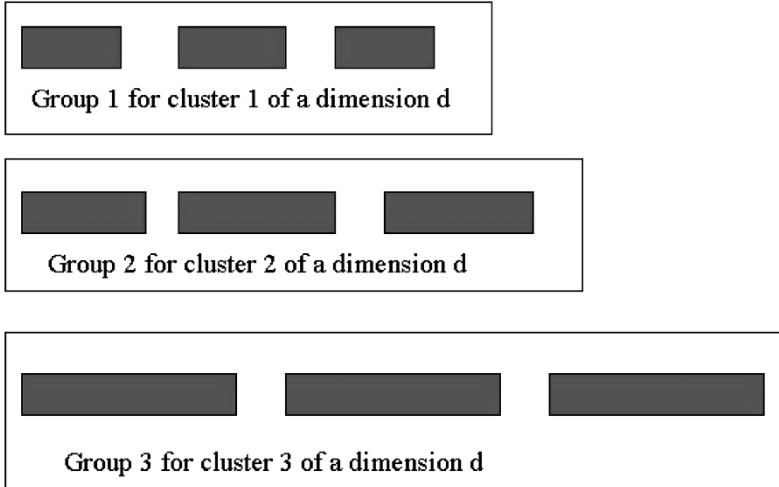 Group 1 for cluster 1 of a dimension d
Group 2 for cluster 2 of a dimension d
Group 3 for cluster 3 of a dimension d